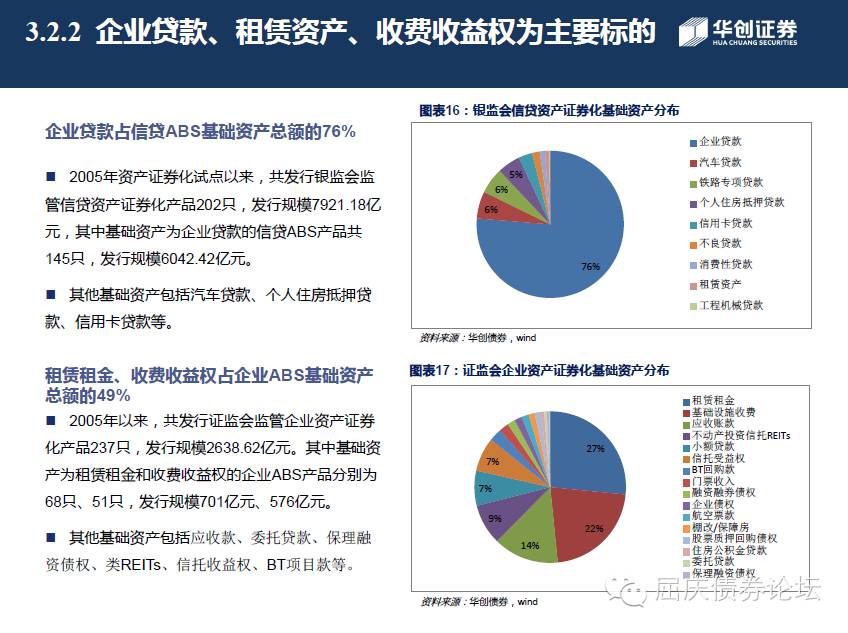 3.2.2 企业贷款、租赁资产、收费收益权为主要标的
华创证券
HUA CHUANG SECURITIES
企业贷款占信贷ABS基础资产总额的76%
■ 2005年资产证券化试点以来，共发行银监会监
管信贷资产证券化产品202只，发行规模7921.18亿
元，其中基础资产为企业贷款的信贷ABS产品共
145只，发行规模6042.42亿元。
■ 其他基础资产包括汽车贷款、个人住房抵押贷
款、信用卡贷款等。
租赁租金、收费收益权占企业ABS基础资产
总额的49%
■ 2005年以来，共发行证监会监管企业资产证券
化产品237只，发行规模2638.62亿元。其中基础资
产为租赁租金和收费收益权的企业ABS产品分别为
68只、51只，发行规模701亿元、576亿元。
■ 其他基础资产包括应收款、委托贷款、保理融
资债权、类REITs、信托收益权、BT项目款等。
图表16：银监会信贷资产证券化基础资产分布
5%
6%
6%
76%
企业贷款
汽车贷款
铁路专项贷款
个人住房抵押贷款
信用卡贷款
不良贷款
消费性贷款
租赁资产
工程机械贷款
资料来源：华创债券，wind
图表17：证监会企业资产证券化基础资产分布
27%
22%
14%
9%
7%
7%
租赁租金
基础设施收费
应收账款
不动产投资信托REITs
小额贷款
信托受益权
BT回购款
门票收入
融资融券债权
企业债权
航空票款
棚改/保障房
股票质押回购债权
住房公积金贷款
委托贷款
保理融资债权
资料来源：华创债券，wind
屈庆债券论坛